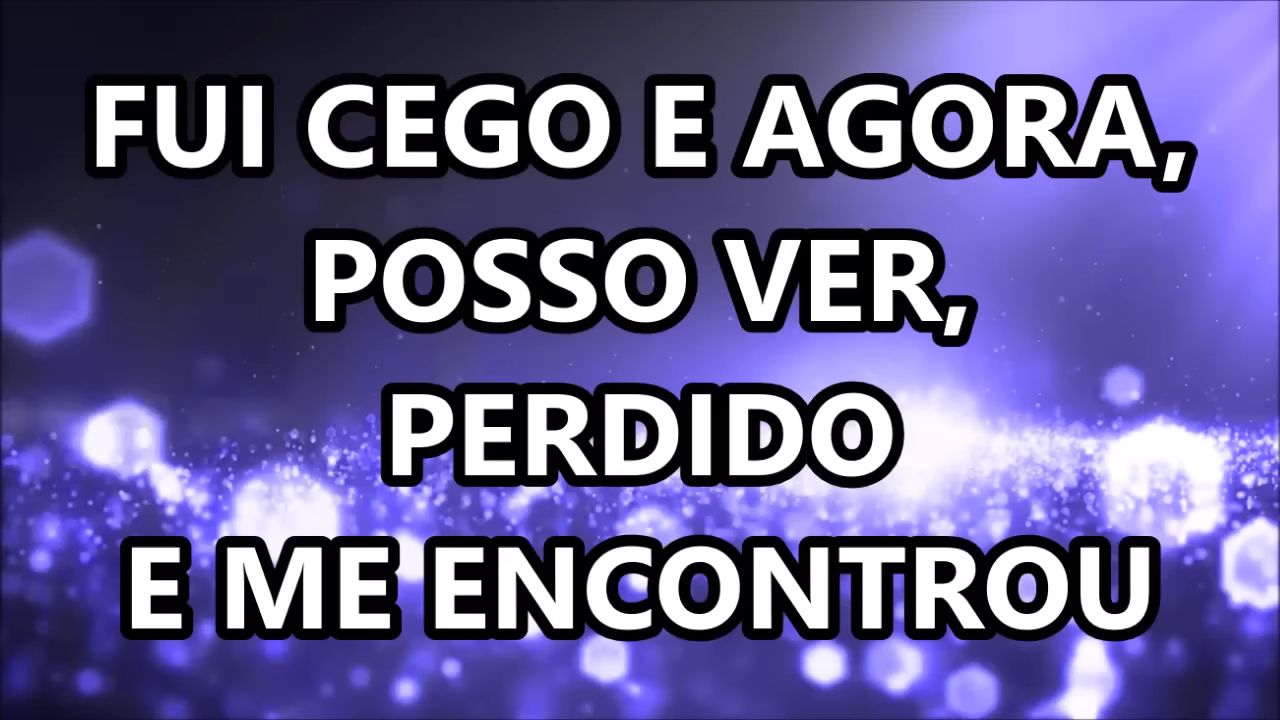 FUI CEGO E AGORA,
POSSO VER,
PERDIDO
E ME ENCONTROU